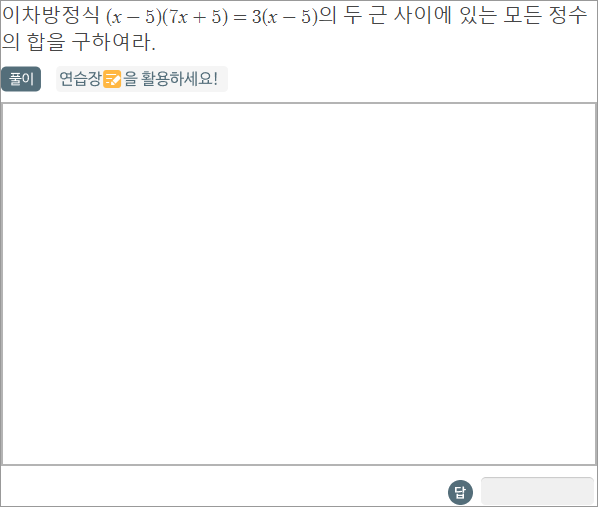 이차방정식 (x − 5)(7x + 5) = 3(x − 5)의 두 근 사이에 있는 모든 정수
의 합을 구하여라.
풀이 연습장을 활용하세요!
답